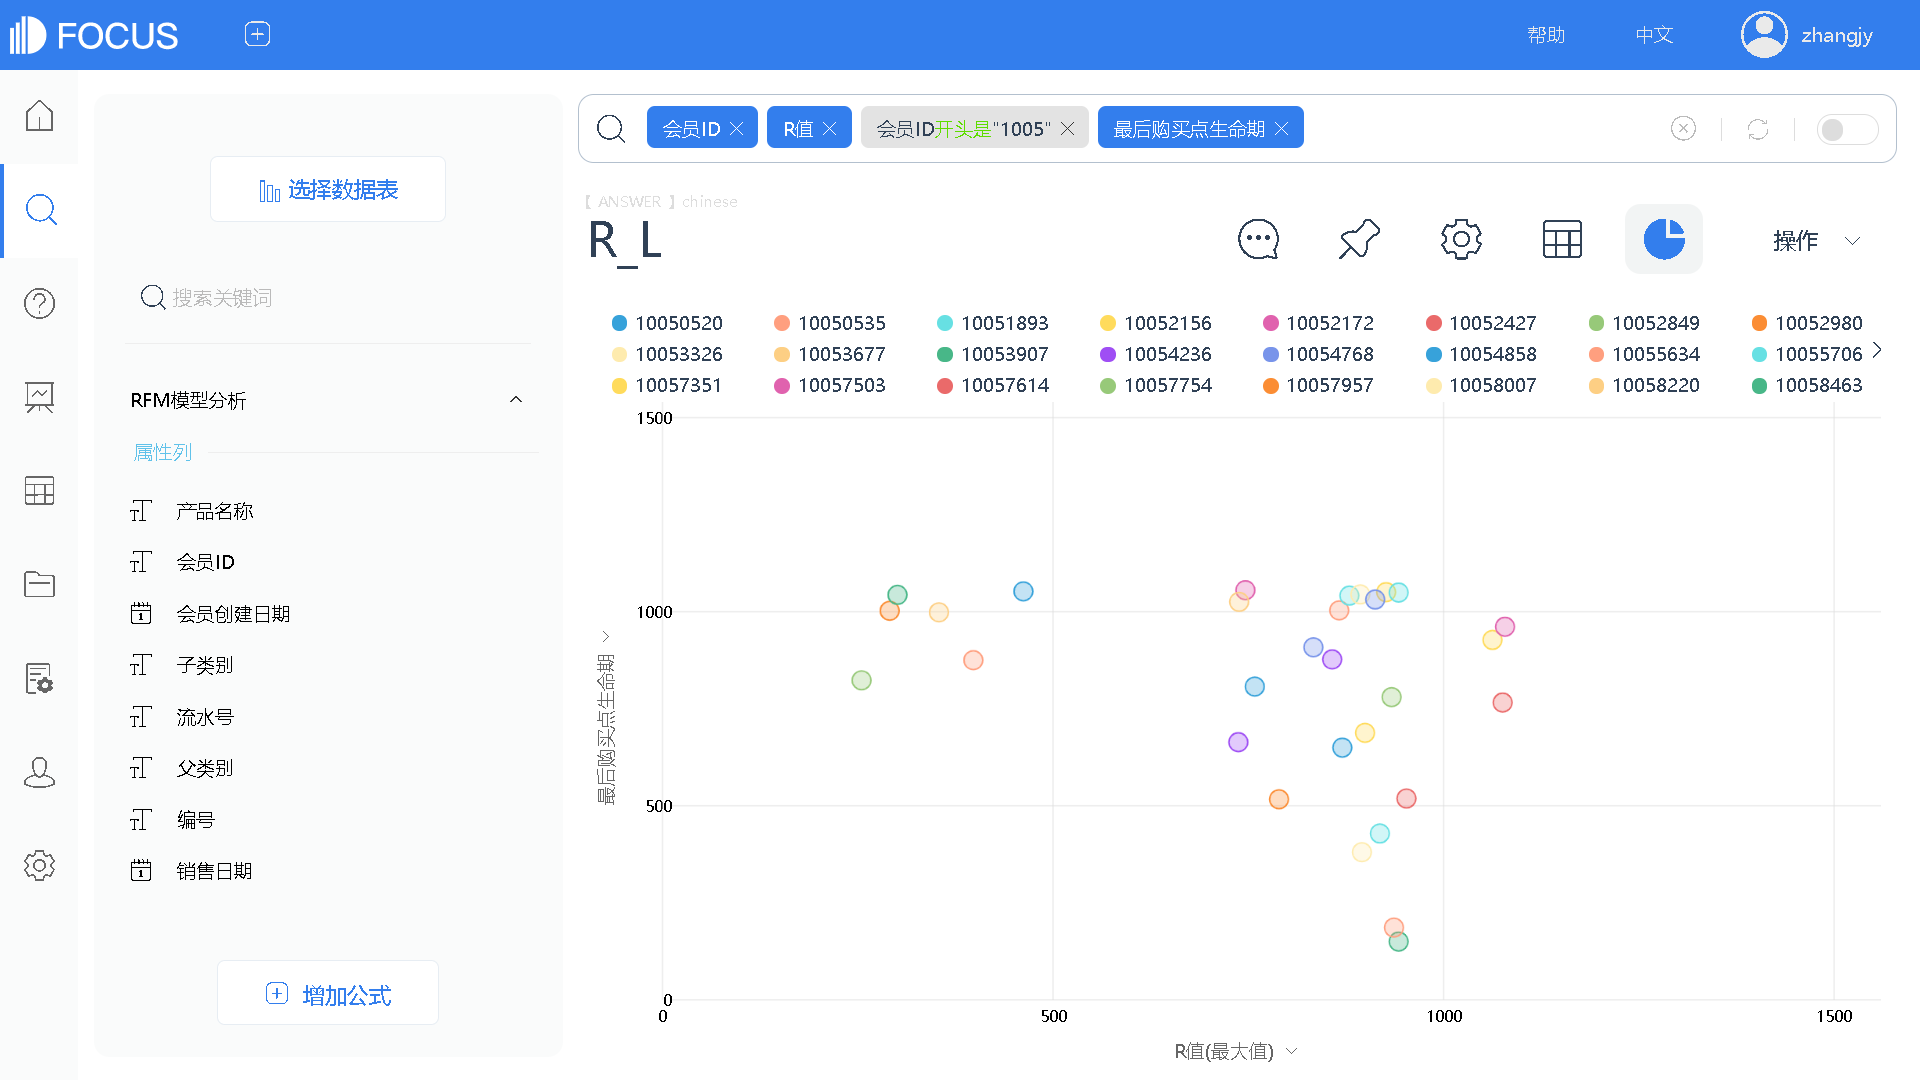 FOCUS
帮助
中文
zhangjy
选择数据表
搜索关键词
RFM模型分析
属性列
产品名称
会员ID
会员创建日期
子类别
流水号
父类别
编号
销售日期
增加公式
会员ID R值 会员ID开头是"1005" 最后购买点生命期
【 ANSWER 】chinese
R_L
操作
10050520 10050535 10051893 10052156 10052172 10052427 10052849 10052980
10053326 10053677 10053907 10054236 10054768 10054858 10055634 10055706
10057351 10057503 10057614 10057754 10057957 10058007 10058220 10058463
1500
1000
500
0
最后购买点生命期
0 500 1000 1500
R值(最大值)